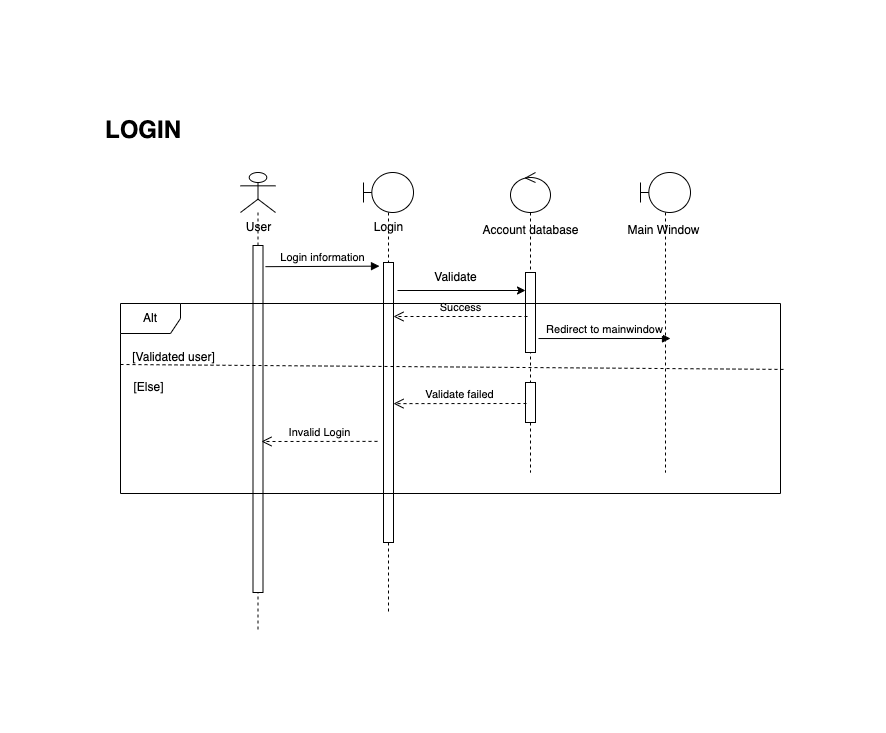 LOGIN
User
Login
Account database
Main Window
Login information
Validate
Success
Alt
Redirect to mainwindow
[Validated user]
[Else]
Validate failed
Invalid Login